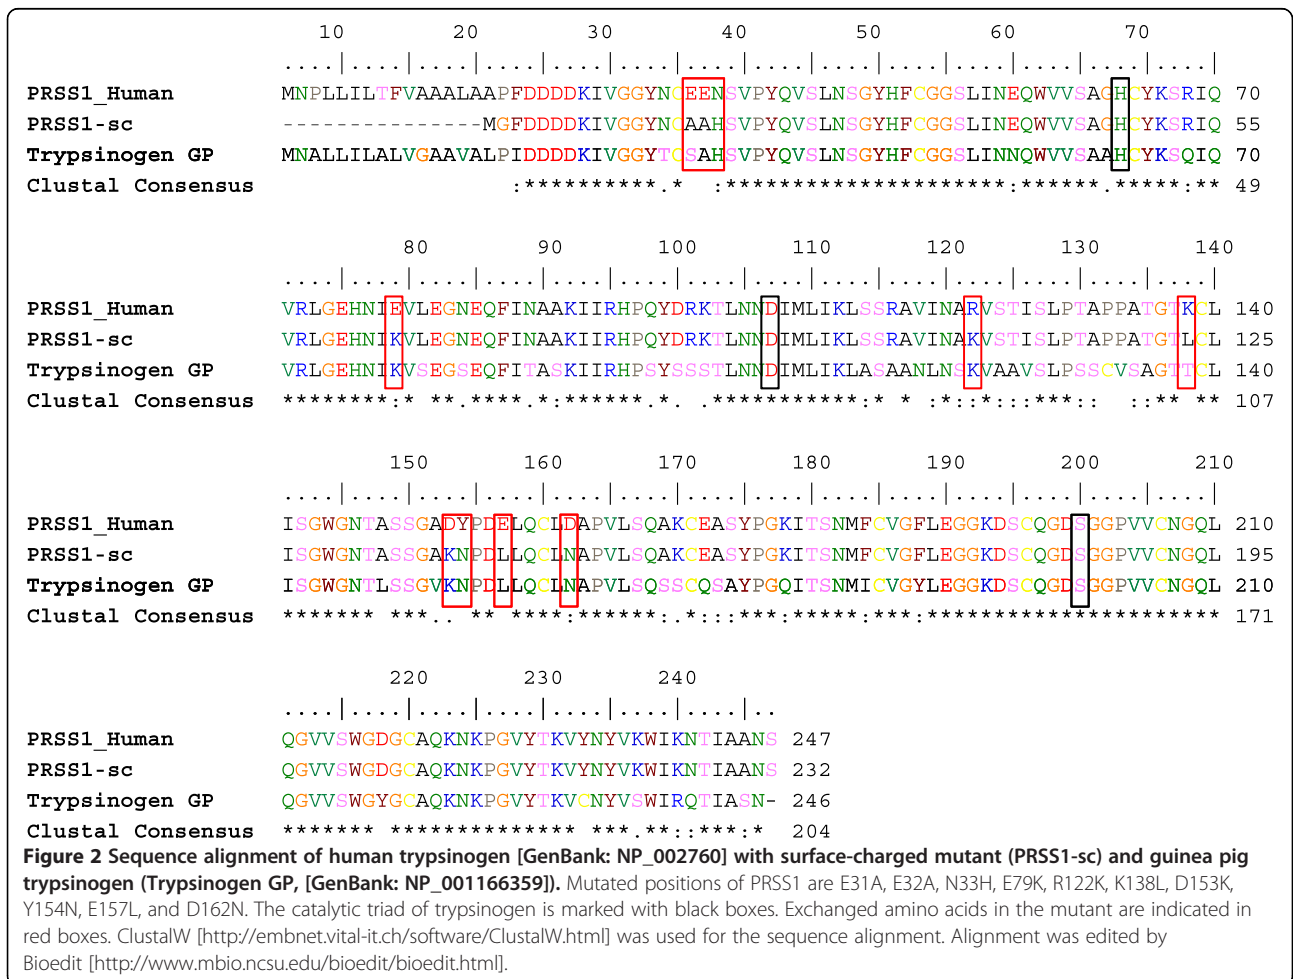 10 20 30 40 50 60 70
....|....|....|....|....|....|....|....|....|....|....|....|....|....|
PRSS1_Human MNPLLILTFVAAALAAPFDDDDKIVGGYNCEENSVPYQVSLNSGYHFCGGSLINEQWVVSAGHCYKSRIQ 70
PRSS1-sc ---------------MGFDDDDKIVGGYNCAAHSVPYQVSLNSGYHFCGGSLINEQWVVSAGHCYKSRIQ 55
Trypsinogen GP MNALLILALVGAAVALPIDDDDKIVGGYTCSAHSVPYQVSLNSGYHFCGGSLINNQWVVSAAHCYKSQIQ 70
Clustal Consensus :**********.* :*********************:******.*****:** 49
80 90 100 110 120 130 140
....|....|....|....|....|....|....|....|....|....|....|....|....|....|
PRSS1_Human VRLGEHNIEVLEGNEQFINAAKIIRHPQYDRKTLNNDIMLIKLSSRAVINARVSTISLPTAPPATGTKCL 140
PRSS1-sc VRLGEHNIKVLEGNEQFINAAKIIRHPQYDRKTLNNDIMLIKLSSRAVINAKVSTISLPTAPPATGTLCL 125
Trypsinogen GP VRLGEHNIKVSEGSEQFITASKIIRHPSYSSSTLNNDIMLIKLASAANLNSKVAAVSLPSSCVSAGTTCL 140
Clustal Consensus ********:* **.****.*:******.*. .***********:* * :*::*:::***:: ::** ** 107
150 160 170 180 190 200 210
....|....|....|....|....|....|....|....|....|....|....|....|....|....|
PRSS1_Human ISGWGNTASSGADYPDELQCLDAPVLSQAKCEASYPGKITSNMFCVGFLEGGKDSCQGDSGGPVVCNGQL 210
PRSS1-sc ISGWGNTASSGAKNPDLLQCLNAPVLSQAKCEASYPGKITSNMFCVGFLEGGKDSCQGDSGGPVVCNGQL 195
Trypsinogen GP ISGWGNTLSSGVKNPDLLQCLNAPVLSQSSCQSAYPGQITSNMICVGYLEGGKDSCQGDSGGPVVCNGQL 210
Clustal Consensus ******* ***.. ** ****:******:.*::***:*****:***:********************** 171
220 230 240
....|....|....|....|....|....|....|..
PRSS1_Human QGVVSWGDGCAQKNKPGVYTKVYNYVKWIKNTIAANS 247
PRSS1-sc QGVVSWGDGCAQKNKPGVYTKVYNYVKWIKNTIAANS 232
Trypsinogen GP QGVVSWGYGCAQKNKPGVYTKVCNYVSWIRQTIASN- 246
Clustal Consensus ******* ************** ***.**::***:* 204
Figure 2 Sequence alignment of human trypsinogen [GenBank: NP_002760] with surface-charged mutant (PRSS1-sc) and guinea pig
trypsinogen (Trypsinogen GP, [GenBank: NP_001166359]). Mutated positions of PRSS1 are E31A, E32A, N33H, E79K, R122K, K138L, D153K,
Y154N, E157L, and D162N. The catalytic triad of trypsinogen is marked with black boxes. Exchanged amino acids in the mutant are indicated in
red boxes. ClustalW [http://embnet.vital-it.ch/software/ClustalW.html] was used for the sequence alignment. Alignment was edited by
Bioedit [http://www.mbio.ncsu.edu/bioedit/bioedit.html].